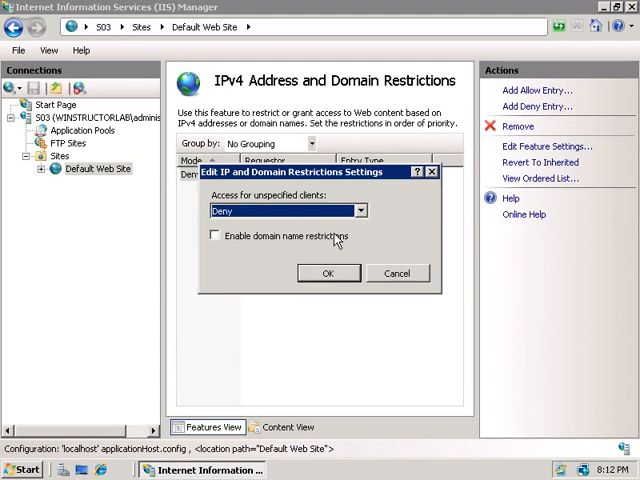 Internet Information Services (IIS) Manager
S03 Sites Default Web Site
File View Help
Connections
Start Page
S03 (WINSTRUCTORLAB\adminis
Application Pools
FTP Sites
Sites
Default Web Site
IPv4 Address and Domain Restrictions
Use this feature to restrict or grant access to Web content based on
IPv4 addresses or domain names. Set the restrictions in order of priority.
Group by: No Grouping
Mode Requestor Entry Type
Deny
Edit IP and Domain Restrictions Settings
Access for unspecified clients:
Deny
Enable domain name restrictions
OK Cancel
Features View Content View
Actions
Add Allow Entry...
Add Deny Entry...
Remove
Edit Feature Settings...
Revert To Inherited
View Ordered List...
Help
Online Help
Configuration: 'localhost' applicationHost.config , <location path="Default Web Site">
Start Internet Information ... 8:12 PM